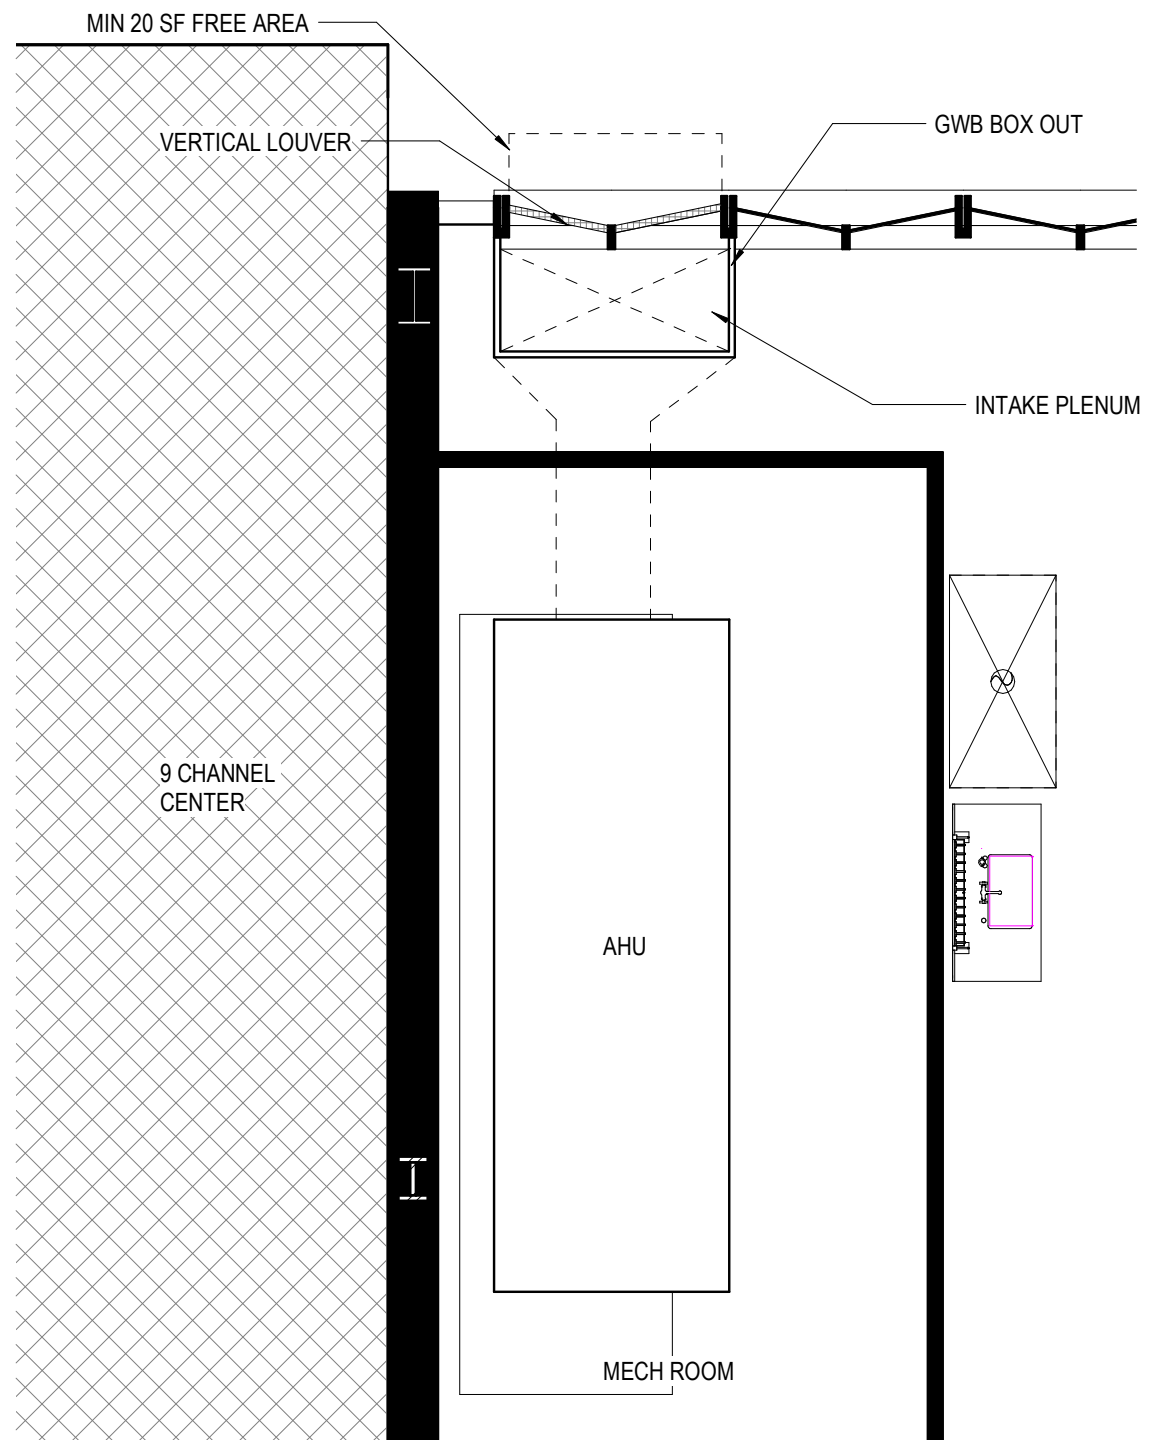 MIN 20 SF FREE AREA
VERTICAL LOUVER
GWB BOX OUT
INTAKE PLENUM
9 CHANNEL
CENTER
AHU
MECH ROOM